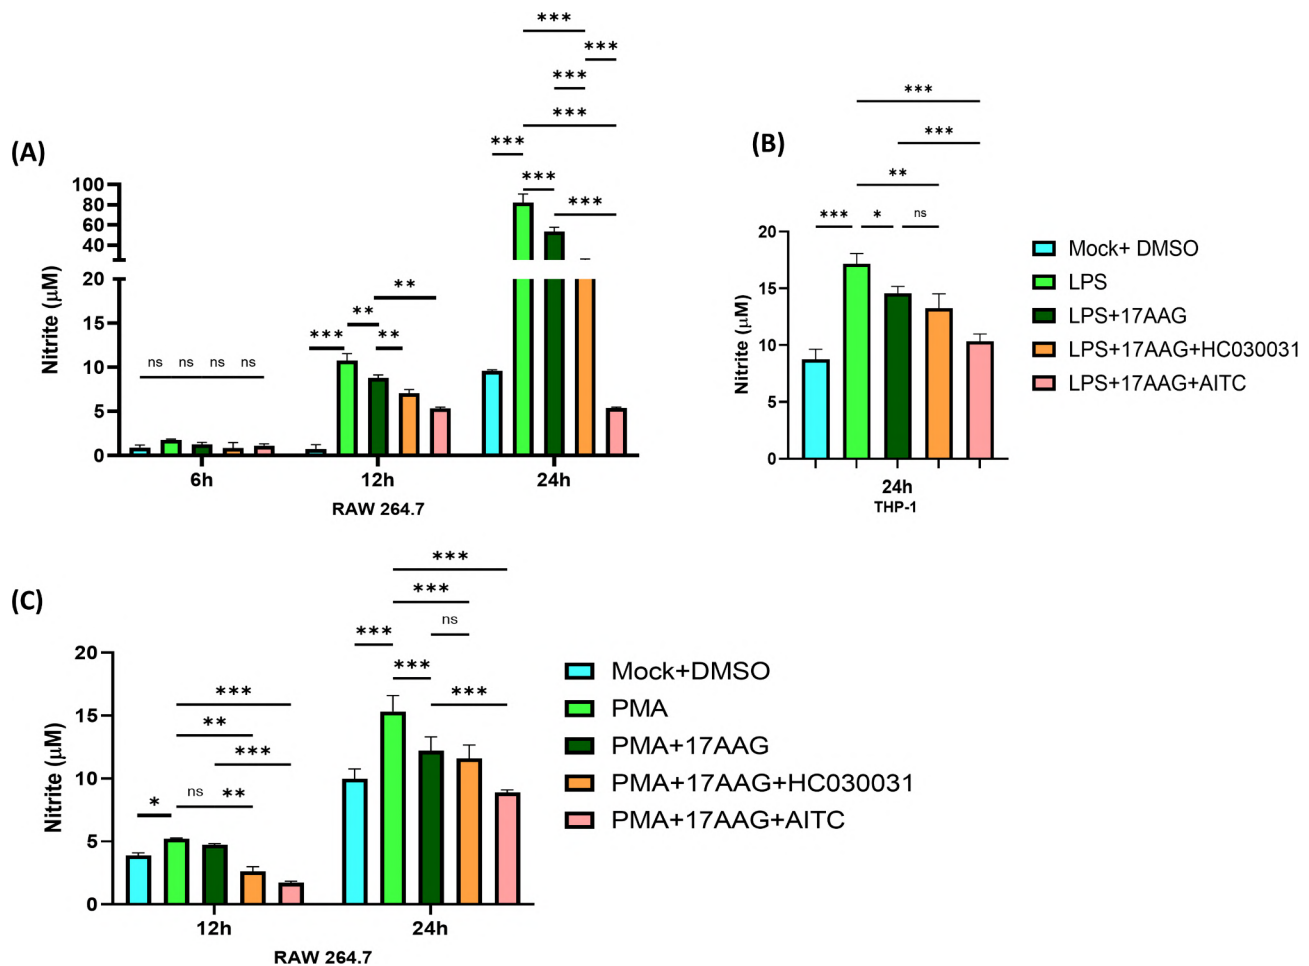 (A)
***
***
***
***
***
***
***
**
**
***
**
ns ns ns ns
Nitrite (µM)
100
80
60
40
20
15
10
5
0
6h 12h 24h
RAW 264.7
(B)
***
***
**
*** * ns
Nitrite (µM)
20
15
10
5
0
24h
THP-1
Mock+ DMSO
LPS
LPS+17AAG
LPS+17AAG+HC030031
LPS+17AAG+AITC
(C)
***
***
ns
***
***
***
***
**
***
ns **
*
Nitrite (µM)
20
15
10
5
0
12h 24h
RAW 264.7
Mock+DMSO
PMA
PMA+17AAG
PMA+17AAG+HC030031
PMA+17AAG+AITC